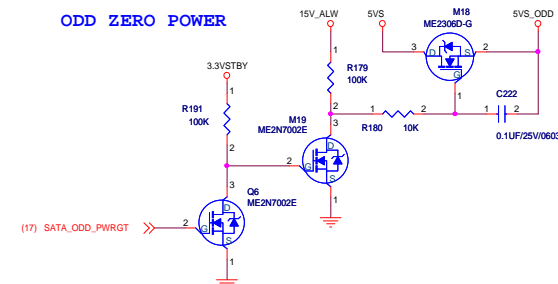 ODD ZERO POWER
15V_ALW
5VS
M18
ME2306D-G
5VS_ODD
3 D S 2
G
1
3.3VSTBY
1
R179
100K
2
C222
1 2
0.1UF/25V/0603
1
R191
100K
2
M19
ME2N7002E
3
D
2 G
S
1
1 2
R180 10K
Q6
ME2N7002E
3
D
(17) SATA_ODD_PWRGT 2 G
S
1